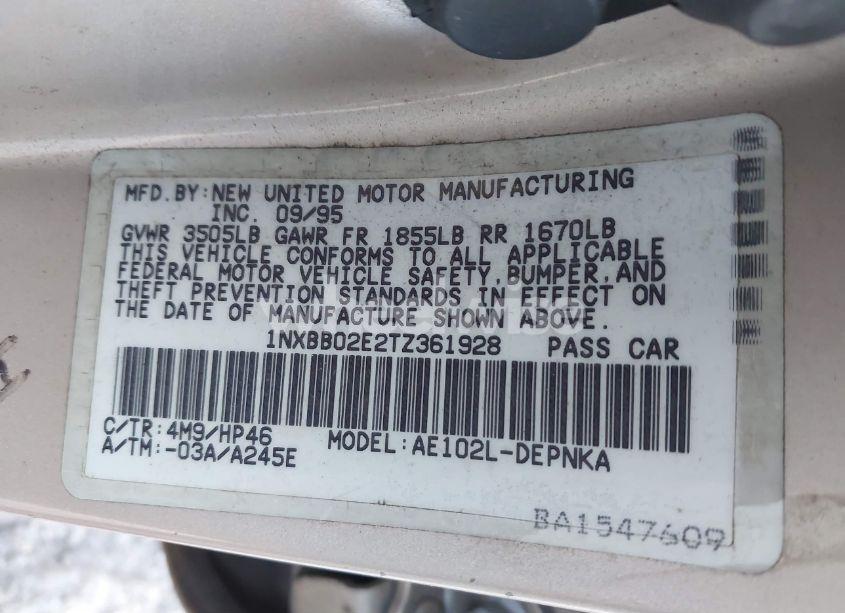 MFD.BY:NEW UNITED MOTOR MANUFACTURING
INC. 09/95
GVWR 3505LB GAWR FR 1855LB RR 1670LB
THIS VEHICLE CONFORMS TO ALL APPLICABLE
FEDERAL MOTOR VEHICLE SAFETY,BUMPER,AND
THEFT PREVENTION STANDARDS IN EFFECT ON
THE DATE OF MANUFACTURE SHOWN ABOVE.
1NXBB02E2TZ361928 PASS CAR
C/TR:4M9/HP46 MODEL:AE102L-DEPNKA
A/TM:-03A/A245E
BA1547609